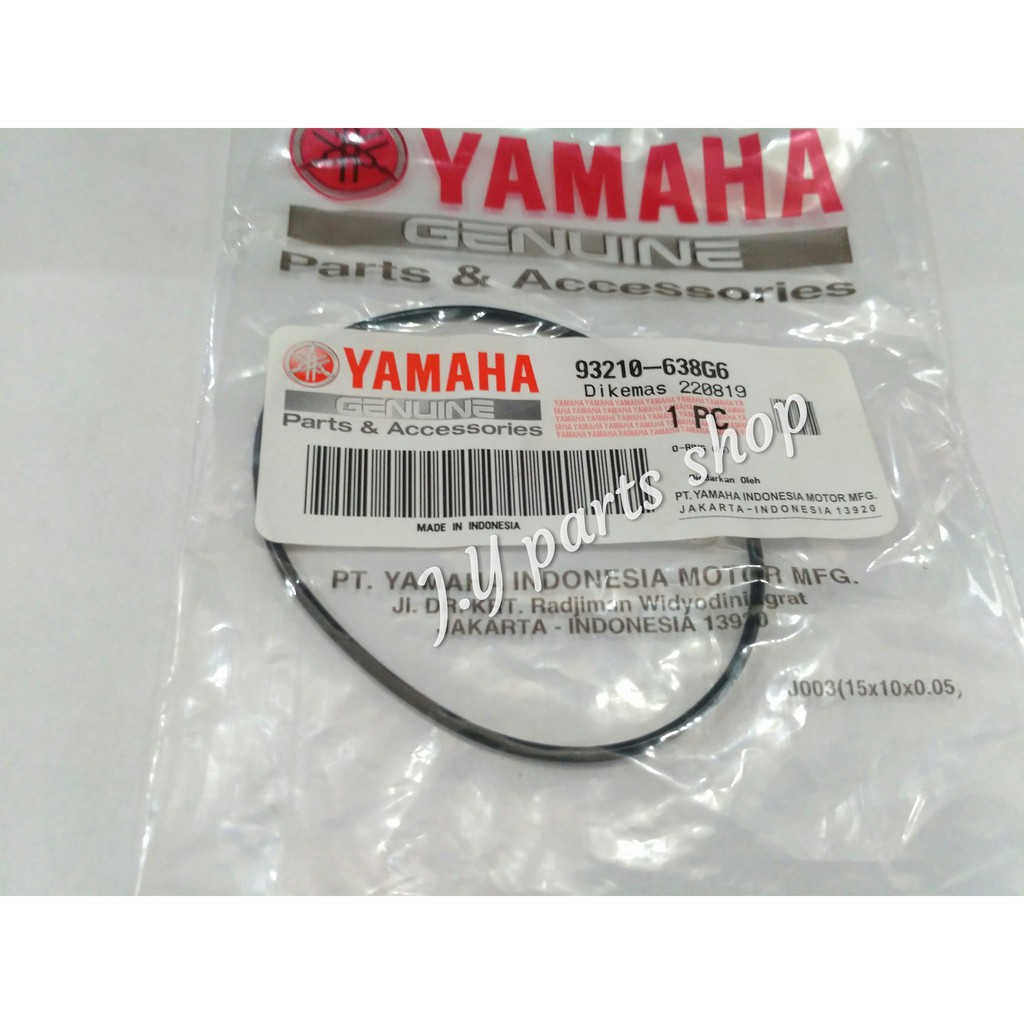 YAMAHA
GENUINE
Parts & Accessories
YAMAHA
GENUINE
Parts & Accessories
MADE IN INDONESIA
93210-638G6
Dikemas 220819
1 PC
PT. YAMAHA INDONESIA MOTOR MFG.
JAKARTA-INDONESIA 13920
J.Y parts shop
PT. YAMAHA INDONESIA MOTOR MFG.
Jl. DR. KRT. Radjiman Widyodiningrat
JAKARTA - INDONESIA 13920
J003(15x10x0.05,